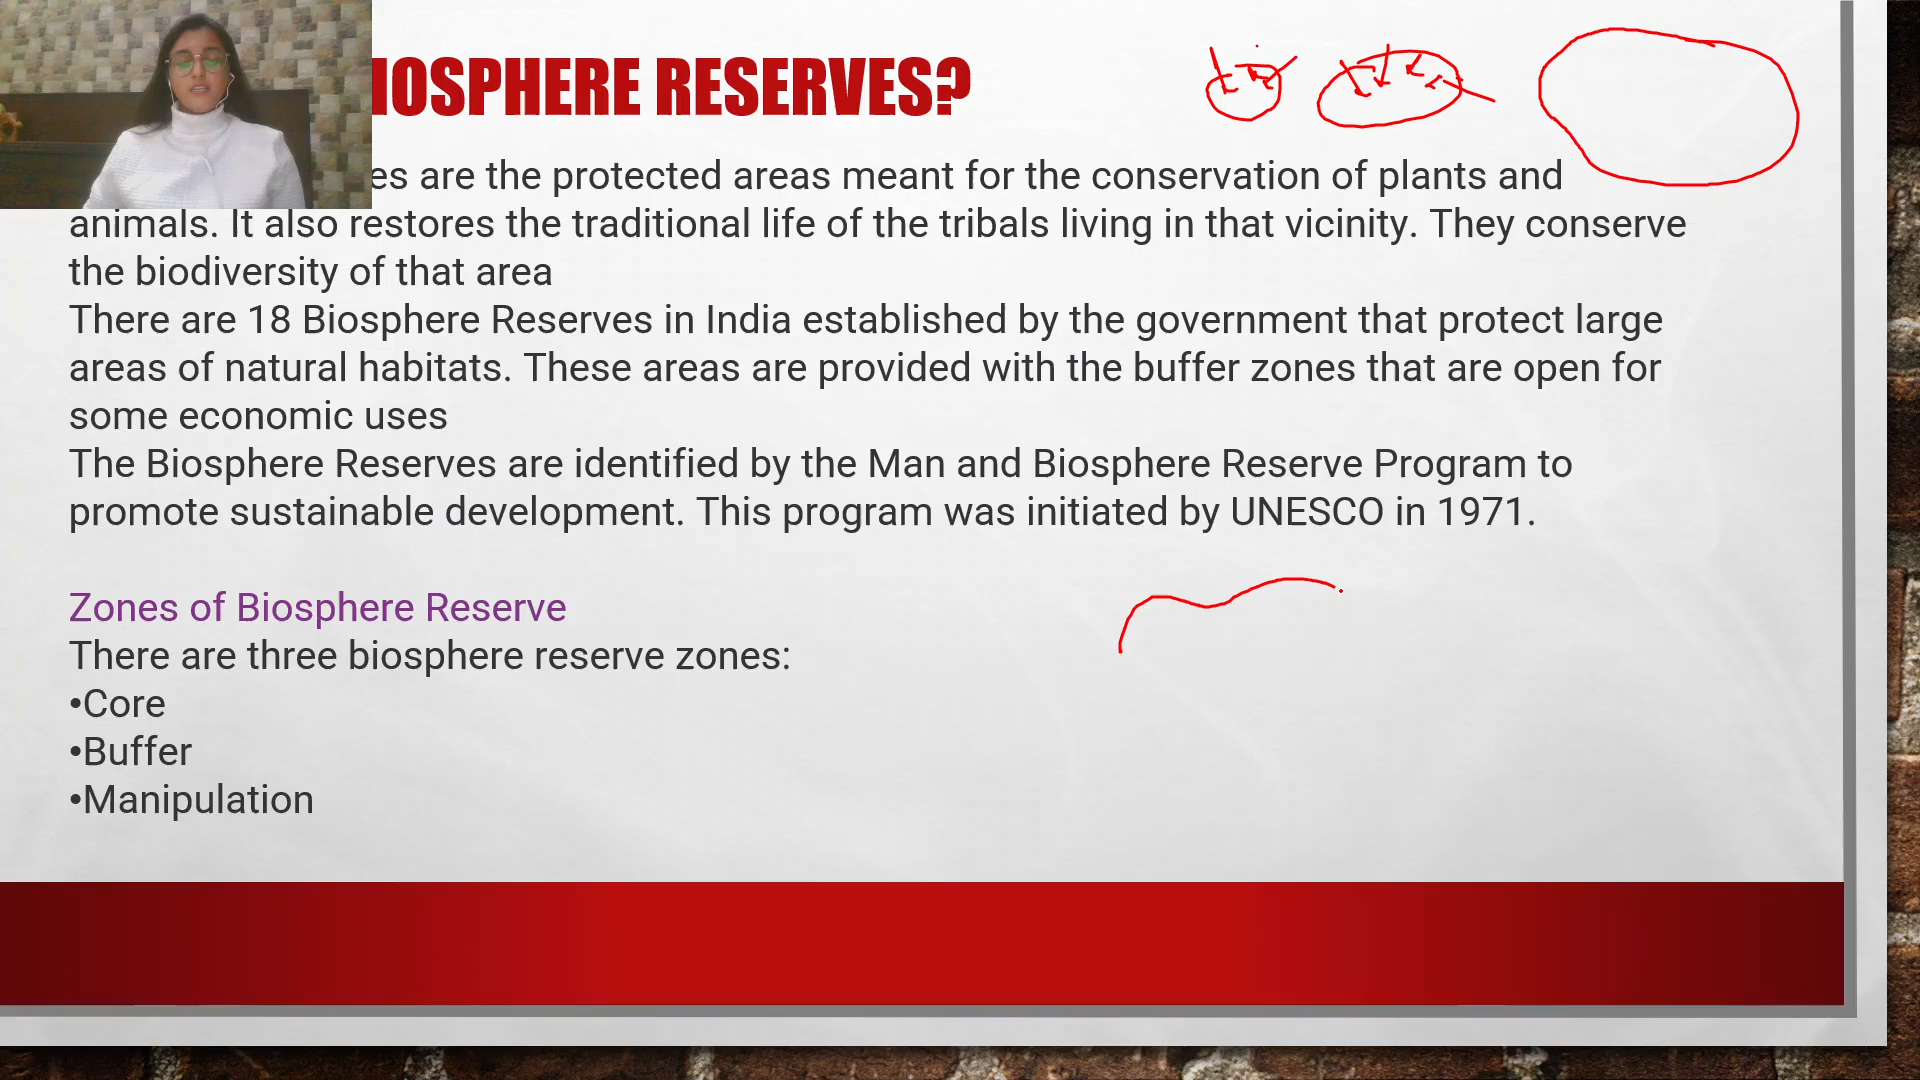 IOSPHERE RESERVES?
es are the protected areas meant for the conservation of plants and
animals. It also restores the traditional life of the tribals living in that vicinity. They conserve
the biodiversity of that area
There are 18 Biosphere Reserves in India established by the government that protect large
areas of natural habitats. These areas are provided with the buffer zones that are open for
some economic uses
The Biosphere Reserves are identified by the Man and Biosphere Reserve Program to
promote sustainable development. This program was initiated by UNESCO in 1971.
Zones of Biosphere Reserve
There are three biosphere reserve zones:
•Core
•Buffer
•Manipulation